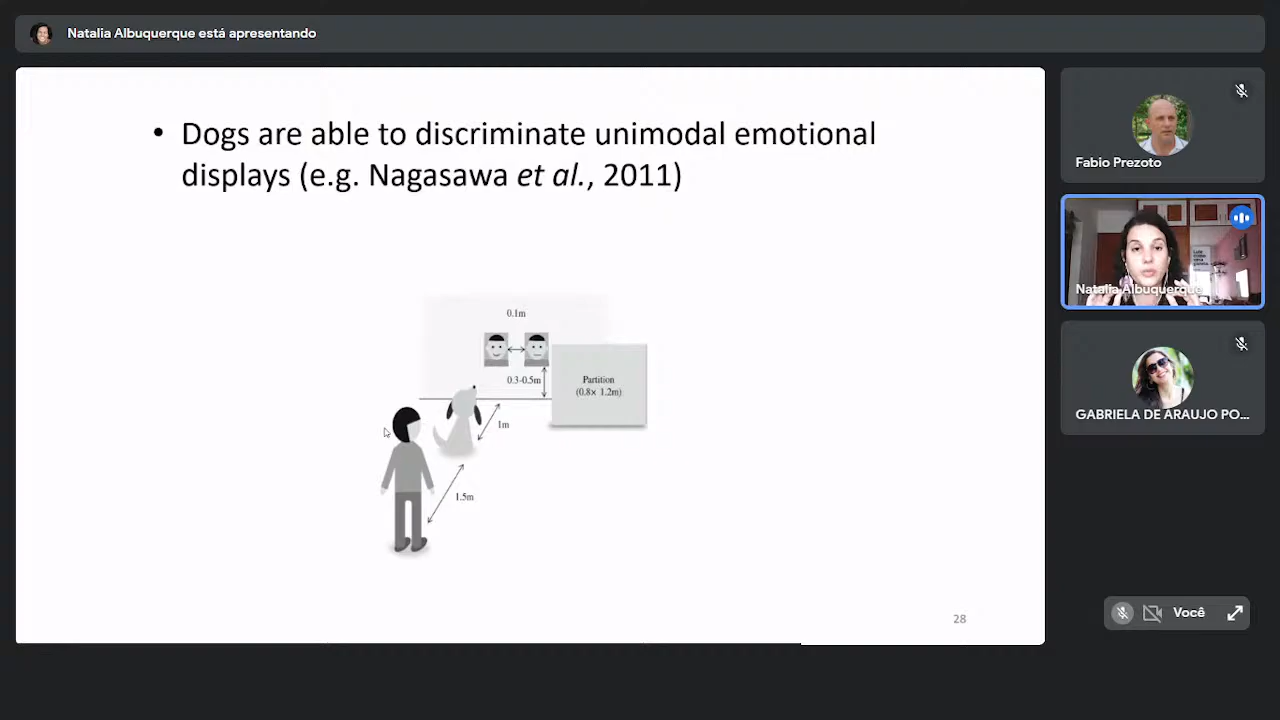 Natalia Albuquerque está apresentando
• Dogs are able to discriminate unimodal emotional
displays (e.g. Nagasawa et al., 2011)
0.1m
0.3-0.5m
Partition
(0.8× 1.2m)
1m
1.5m
28
Fabio Prezoto
Natalia Albuquerque
GABRIELA DE ARAUJO PO...
Você